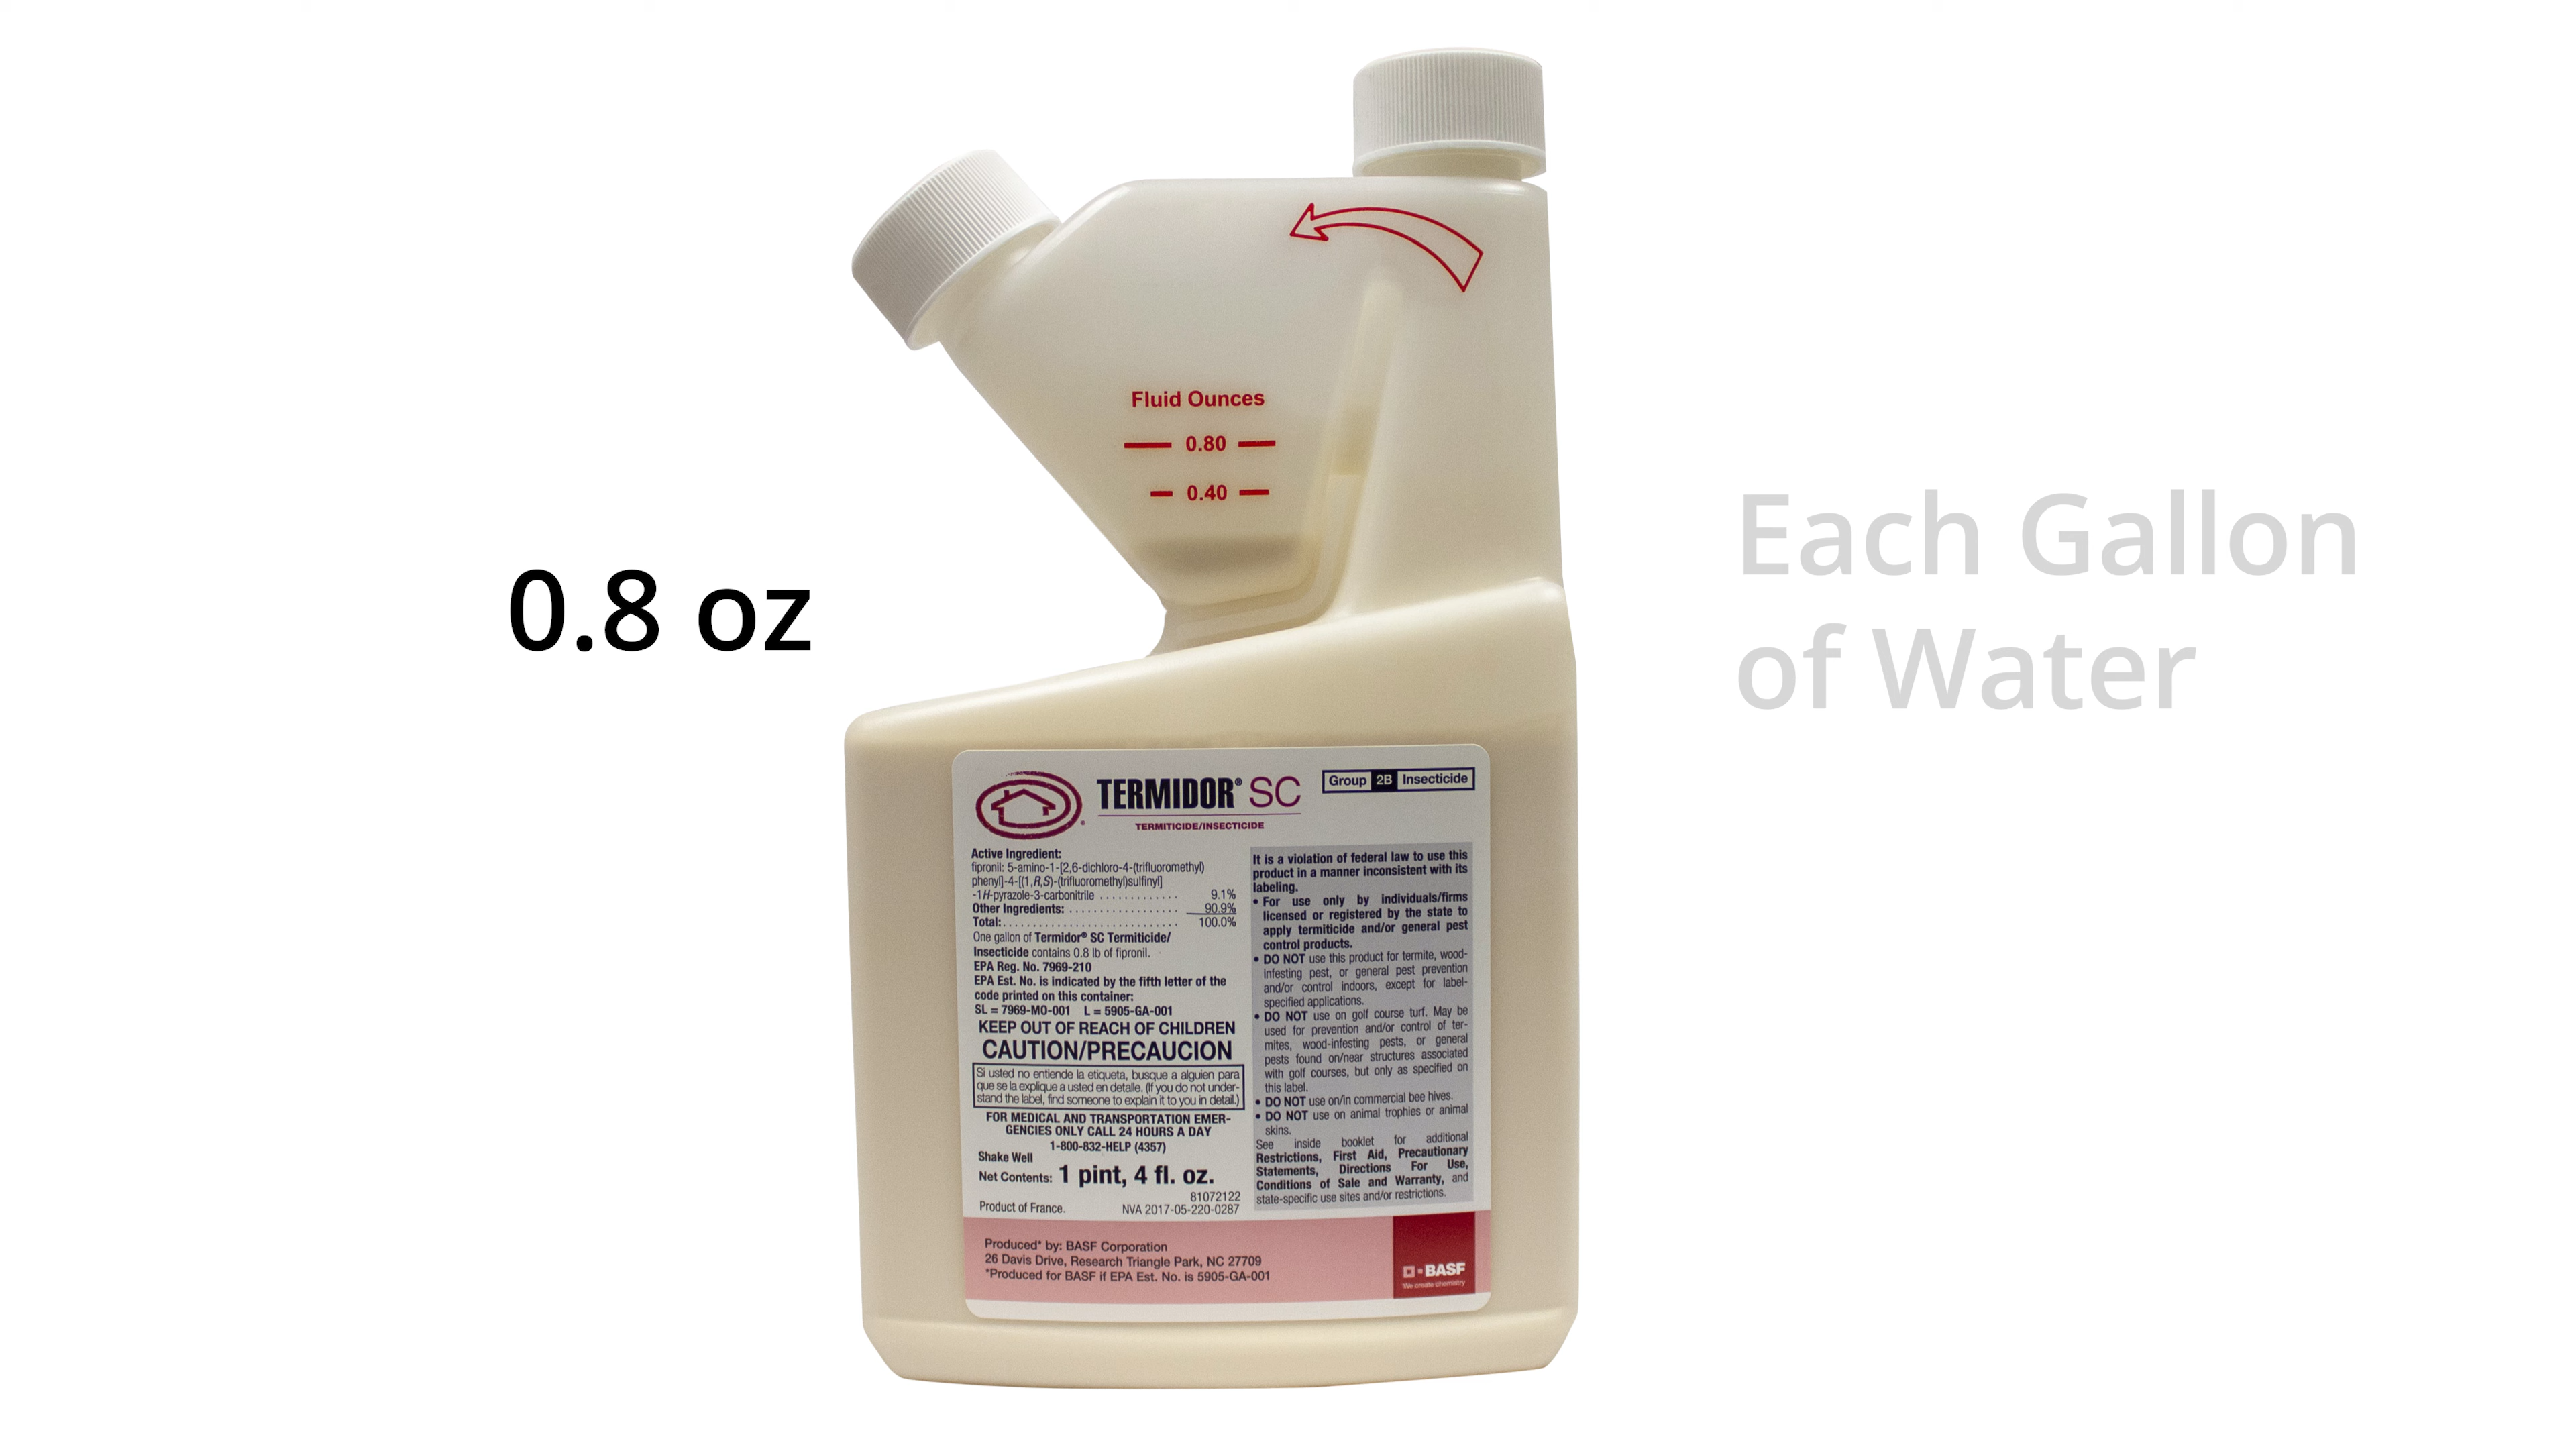 Fluid Ounces
0.80
0.40
0.8 oz
Each Gallon
of Water
TERMIDOR® SC
TERMITICIDE/INSECTICIDE
Group 2B Insecticide
Active Ingredient:
fipronil: 5-amino-1-[2,6-dichloro-4-(trifluoromethyl)
phenyl]-4-[(1,R,S)-(trifluoromethyl)sulfinyl]
-1H-pyrazole-3-carbonitrile . . . . . . . . . . . . . 9.1%
Other Ingredients: . . . . . . . . . . . . . . . . . . 90.9%
Total: . . . . . . . . . . . . . . . . . . . . . . . . . . . . 100.0%
One gallon of Termidor® SC Termiticide/
Insecticide contains 0.8 lb of fipronil.
EPA Reg. No. 7969-210
EPA Est. No. is indicated by the fifth letter of the
code printed on this container:
SL = 7969-MO-001 L = 5905-GA-001
KEEP OUT OF REACH OF CHILDREN
CAUTION/PRECAUCION
Si usted no entiende la etiqueta, busque a alguien para
que se la explique a usted en detalle. (If you do not under-
stand the label, find someone to explain it to you in detail.)
FOR MEDICAL AND TRANSPORTATION EMER-
GENCIES ONLY CALL 24 HOURS A DAY
1-800-832-HELP (4357)
Shake Well
Net Contents: 1 pint, 4 fl. oz.
81072122
Product of France. NVA 2017-05-220-0287
It is a violation of federal law to use this
product in a manner inconsistent with its
labeling.
• For use only by individuals/firms
licensed or registered by the state to
apply termiticide and/or general pest
control products.
• DO NOT use this product for termite, wood-
infesting pest, or general pest prevention
and/or control indoors, except for label-
specified applications.
• DO NOT use on golf course turf. May be
used for prevention and/or control of ter-
mites, wood-infesting pests, or general
pests found on/near structures associated
with golf courses, but only as specified on
this label.
• DO NOT use on/in commercial bee hives.
• DO NOT use on animal trophies or animal
skins.
See inside booklet for additional
Restrictions, First Aid, Precautionary
Statements, Directions For Use,
Conditions of Sale and Warranty, and
state-specific use sites and/or restrictions.
Produced* by: BASF Corporation
26 Davis Drive, Research Triangle Park, NC 27709
*Produced for BASF if EPA Est. No. is 5905-GA-001
BASF
We create chemistry